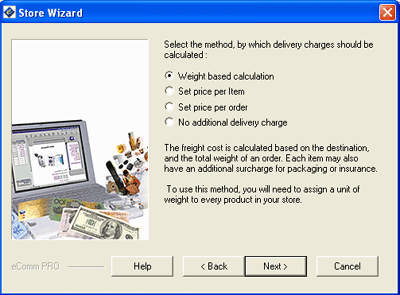 Store Wizard
Select the method, by which delivery charges should be
calculated :
Weight based calculation
Set price per Item
Set price per order
No additional delivery charge
The freight cost is calculated based on the destination,
and the total weight of an order. Each item may also
have an additional surcharge for packaging or insurance.
To use this method, you will need to assign a unit of
weight to every product in your store.
eComm PRO
Help
< Back
Next >
Cancel